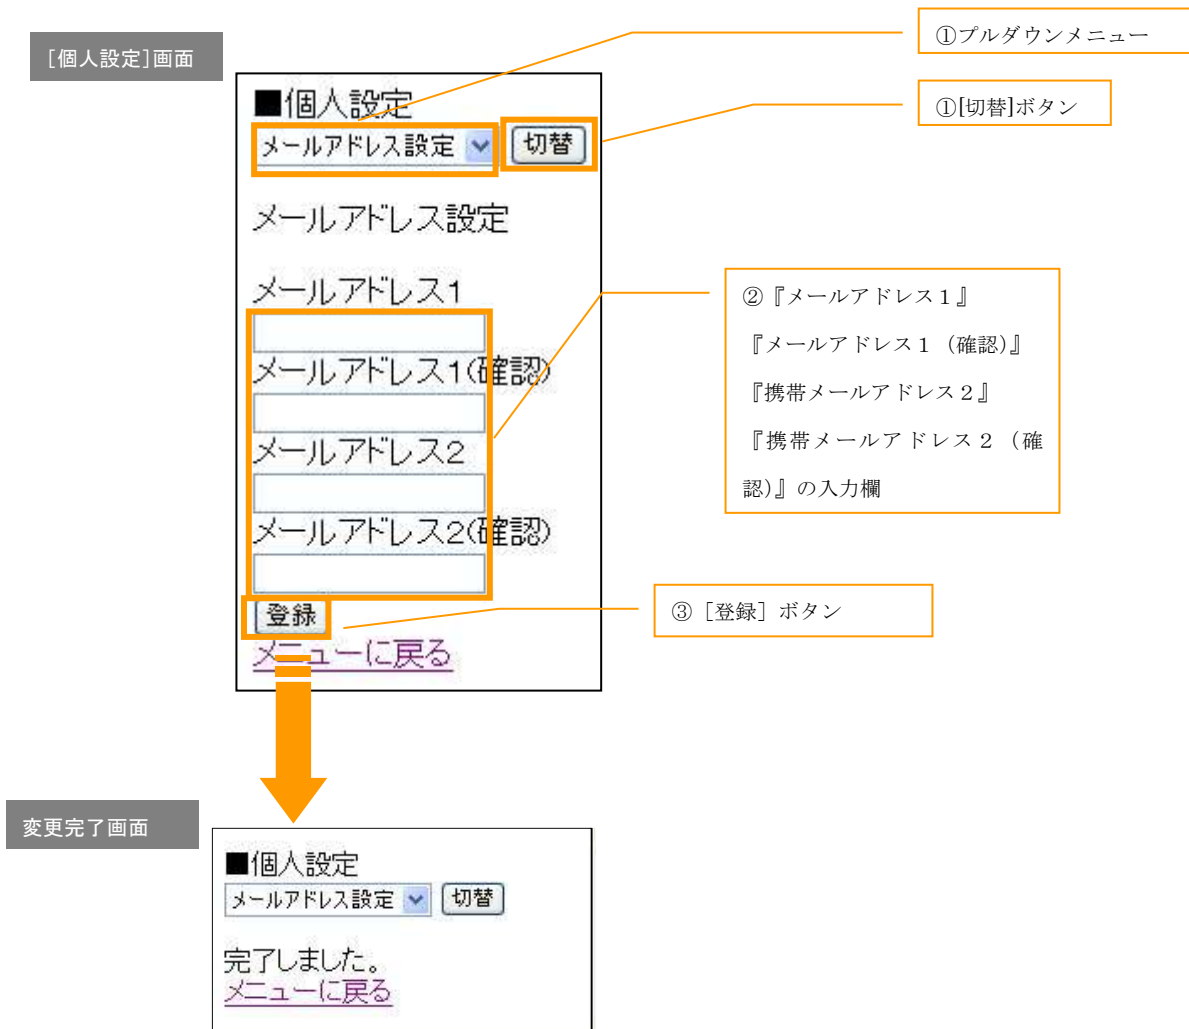 ①プルダウンメニュー
[個人設定]画面
①[切替]ボタン
■個人設定
メールアドレス設定 切替
メールアドレス設定
メールアドレス1
メールアドレス1(確認)
メールアドレス2
メールアドレス2(確認)
登録
メニューに戻る
②『メールアドレス１』
『メールアドレス１（確認)』
『携帯メールアドレス２』
『携帯メールアドレス２（確
認)』の入力欄
③［登録］ボタン
変更完了画面
■個人設定
メールアドレス設定 切替
完了しました。
メニューに戻る